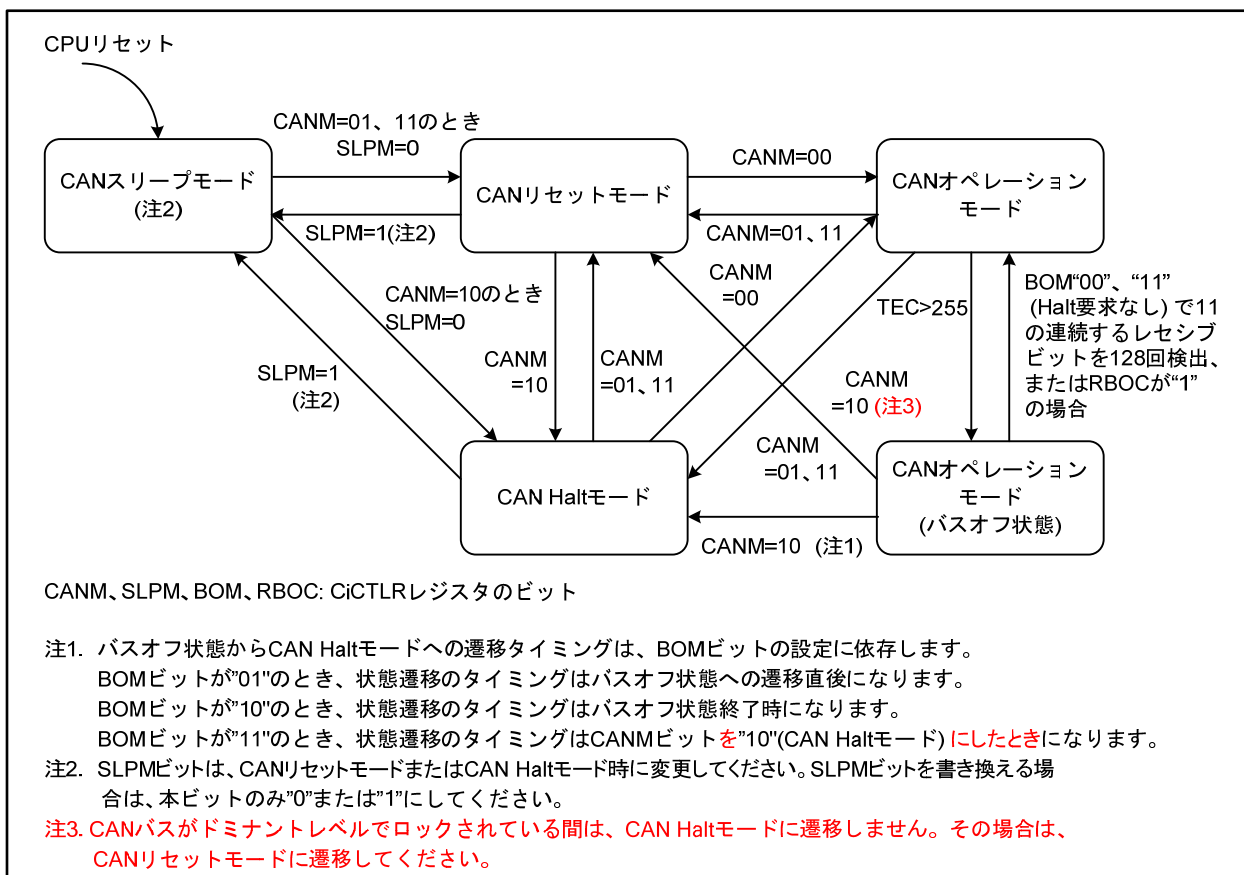 CPUリセット
CANM=01、11のとき
SLPM=0
CANM=00
CANスリープモード
(注2)
CANリセットモード
CANオペレーション
モード
SLPM=1(注2)
CANM=01、11
CANM=10のとき
SLPM=0
CANM
=00
TEC>255
BOM“00”、“11”
(Halt要求なし) で11
の連続するレセシブ
ビットを128回検出、
またはRBOCが“1”
の場合
SLPM=1
(注2)
CANM
=10
CANM
=01、11
CANM
=10 (注3)
CANM
=01、11
CAN Haltモード
CANオペレーション
モード
(バスオフ状態)
CANM=10 (注1)
CANM、SLPM、BOM、RBOC: CiCTLRレジスタのビット
注1. バスオフ状態からCAN Haltモードへの遷移タイミングは、BOMビットの設定に依存します。
BOMビットが”01”のとき、状態遷移のタイミングはバスオフ状態への遷移直後になります。
BOMビットが”10”のとき、状態遷移のタイミングはバスオフ状態終了時になります。
BOMビットが”11”のとき、状態遷移のタイミングはCANMビットを”10”(CAN Haltモード) にしたときになります。
注2. SLPMビットは、CANリセットモードまたはCAN Haltモード時に変更してください。SLPMビットを書き換える場
合は、本ビットのみ”0”または”1”にしてください。
注3. CANバスがドミナントレベルでロックされている間は、CAN Haltモードに遷移しません。その場合は、
CANリセットモードに遷移してください。